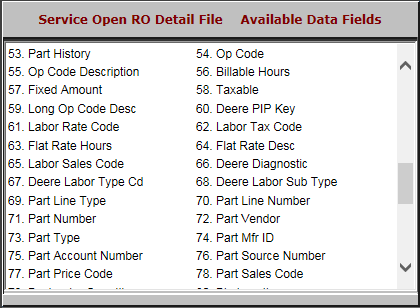 Service Open RO Detail File Available Data Fields
53. Part History 54. Op Code
55. Op Code Description 56. Billable Hours
57. Fixed Amount 58. Taxable
59. Long Op Code Desc 60. Deere PIP Key
61. Labor Rate Code 62. Labor Tax Code
63. Flat Rate Hours 64. Flat Rate Desc
65. Labor Sales Code 66. Deere Diagnostic
67. Deere Labor Type Cd 68. Deere Labor Sub Type
69. Part Line Type 70. Part Line Number
71. Part Number 72. Part Vendor
73. Part Type 74. Part Mfr ID
75. Part Account Number 76. Part Source Number
77. Part Price Code 78. Part Sales Code